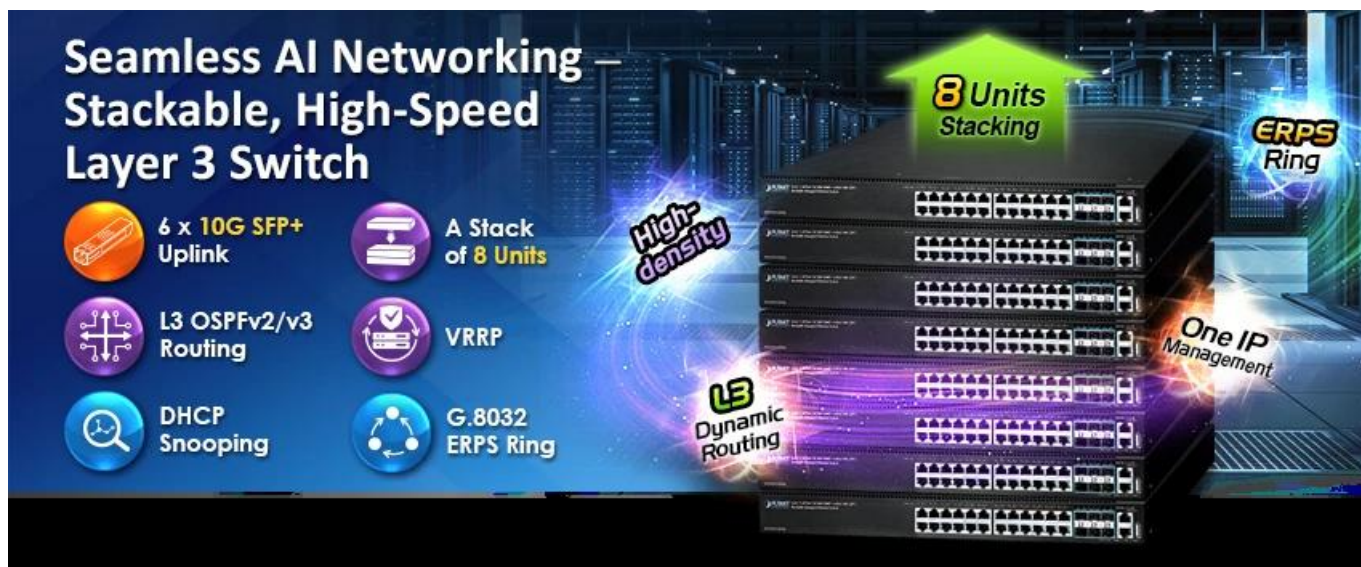 Seamless AI Networking –
Stackable, High-Speed
Layer 3 Switch
6 x 10G SFP+
Uplink
A Stack
of 8 Units
L3 OSPFv2/v3
Routing
VRRP
DHCP
Snooping
G.8032
ERPS Ring
8 Units
Stacking
ERPS
Ring
High-
density
One IP
Management
L3
Dynamic
Routing
PLANET